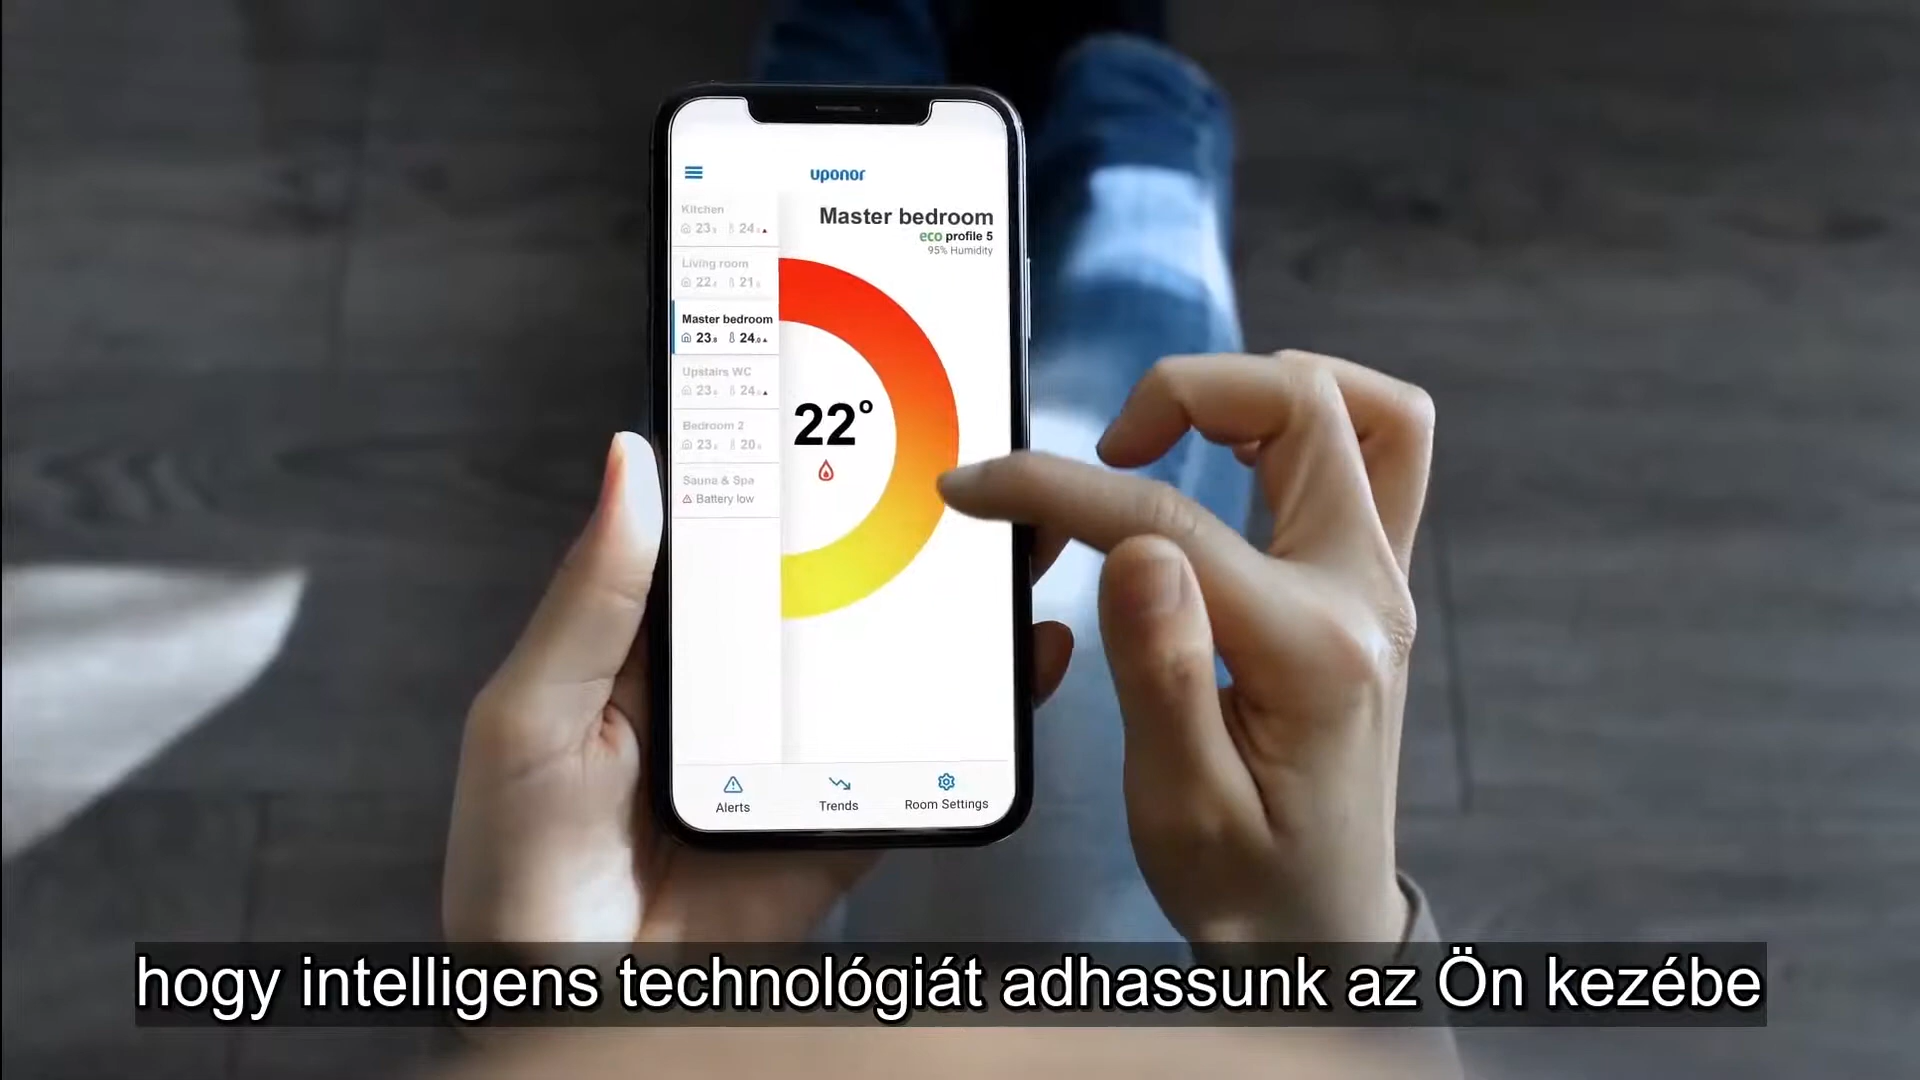 uponor
Kitchen
23 24
Living room
22 21
Master bedroom
23.8 24.0
Upstairs WC
23 24
Bedroom 2
23 20
Sauna & Spa
Battery low
Master bedroom
eco profile 5
95% Humidity
22°
Alerts Trends Room Settings
hogy intelligens technológiát adhassunk az Ön kezébe